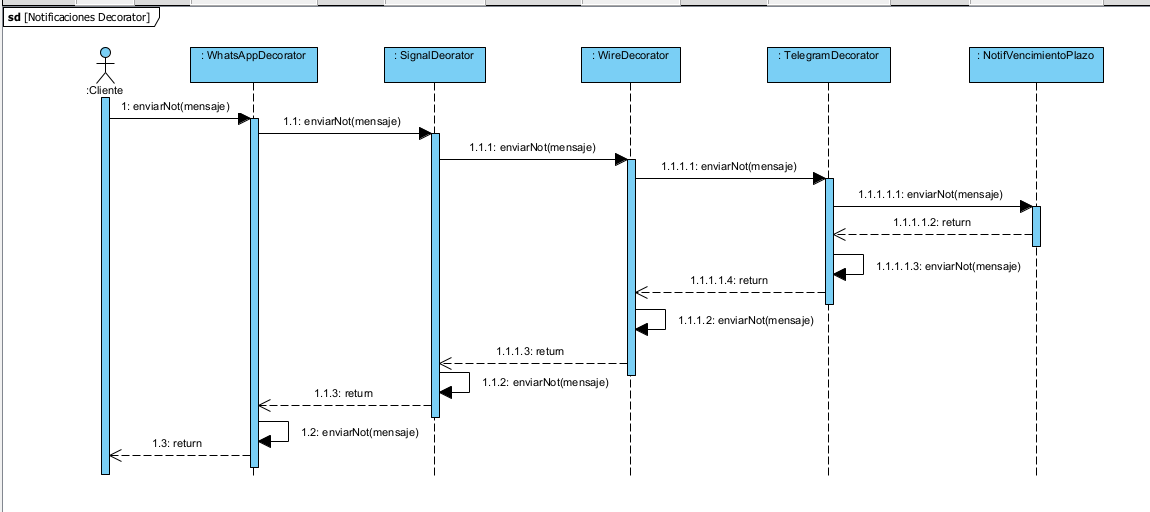 sd [Notificaciones Decorator]
: WhatsAppDecorator
: SignalDeorator
: WireDecorator
: TelegramDecorator
: NotifVencimientoPlazo
:Cliente
1: enviarNot(mensaje)
1.1: enviarNot(mensaje)
1.1.1: enviarNot(mensaje)
1.1.1.1: enviarNot(mensaje)
1.1.1.1.1: enviarNot(mensaje)
1.1.1.1.2: return
1.1.1.1.3: enviarNot(mensaje)
1.1.1.1.4: return
1.1.1.2: enviarNot(mensaje)
1.1.1.3: return
1.1.2: enviarNot(mensaje)
1.1.3: return
1.2: enviarNot(mensaje)
1.3: return